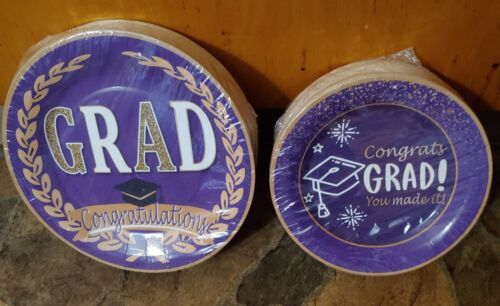 GRAD
Congratulations
Congrats
GRAD!
You made it!